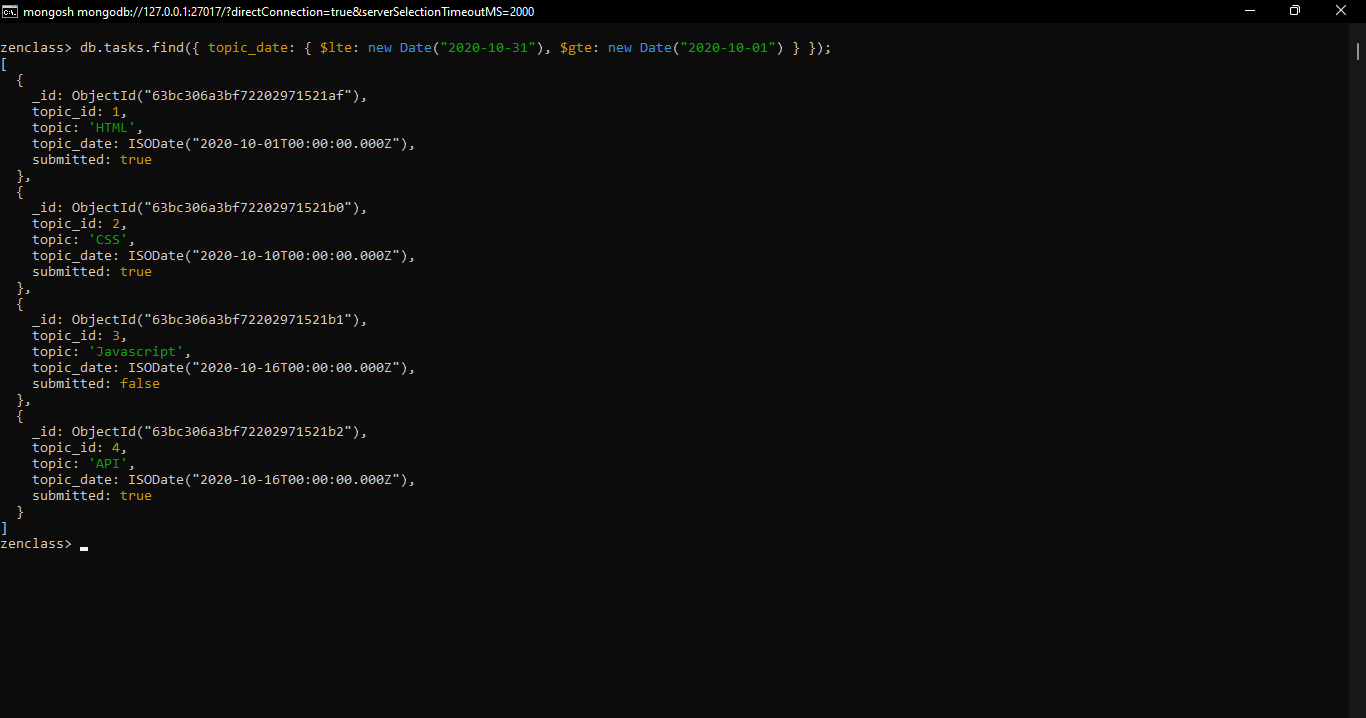 mongosh mongodb://127.0.0.1:27017/?directConnection=true&serverSelectionTimeoutMS=2000
zenclass> db.tasks.find({ topic_date: { $lte: new Date("2020-10-31"), $gte: new Date("2020-10-01") } });
[
  {
    _id: ObjectId("63bc306a3bf72202971521af"),
    topic_id: 1,
    topic: 'HTML',
    topic_date: ISODate("2020-10-01T00:00:00.000Z"),
    submitted: true
  },
  {
    _id: ObjectId("63bc306a3bf72202971521b0"),
    topic_id: 2,
    topic: 'CSS',
    topic_date: ISODate("2020-10-10T00:00:00.000Z"),
    submitted: true
  },
  {
    _id: ObjectId("63bc306a3bf72202971521b1"),
    topic_id: 3,
    topic: 'Javascript',
    topic_date: ISODate("2020-10-16T00:00:00.000Z"),
    submitted: false
  },
  {
    _id: ObjectId("63bc306a3bf72202971521b2"),
    topic_id: 4,
    topic: 'API',
    topic_date: ISODate("2020-10-16T00:00:00.000Z"),
    submitted: true
  }
]
zenclass>